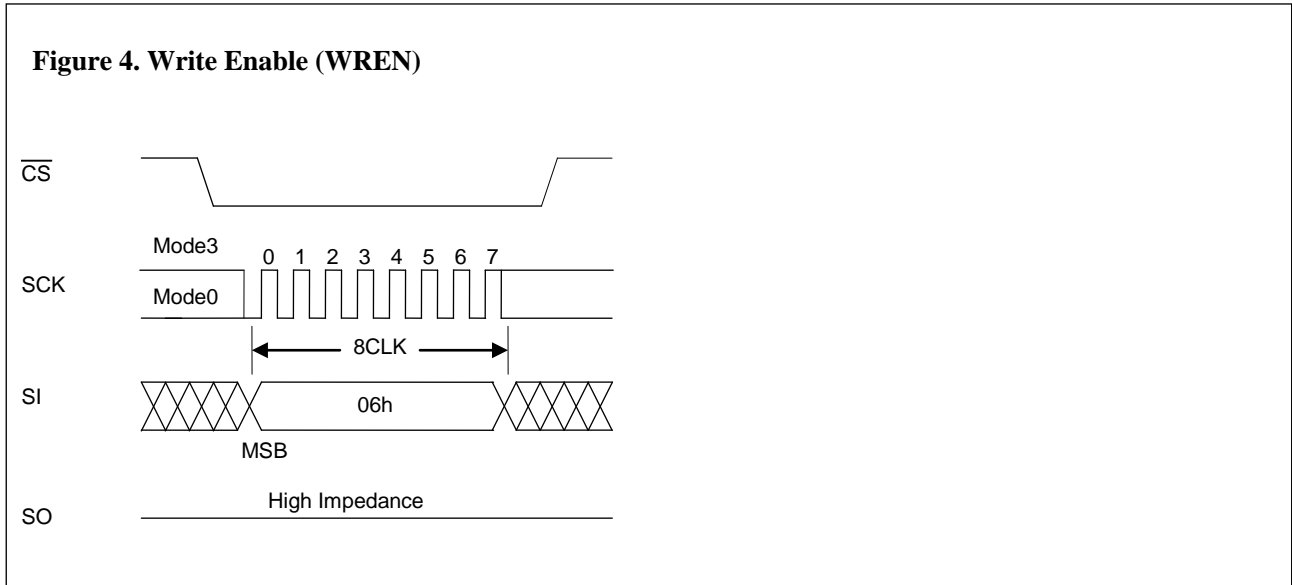 Figure 4. Write Enable (WREN)
CS
Mode3
0 1 2 3 4 5 6 7
SCK
Mode0
8CLK
SI
06h
MSB
High Impedance
SO